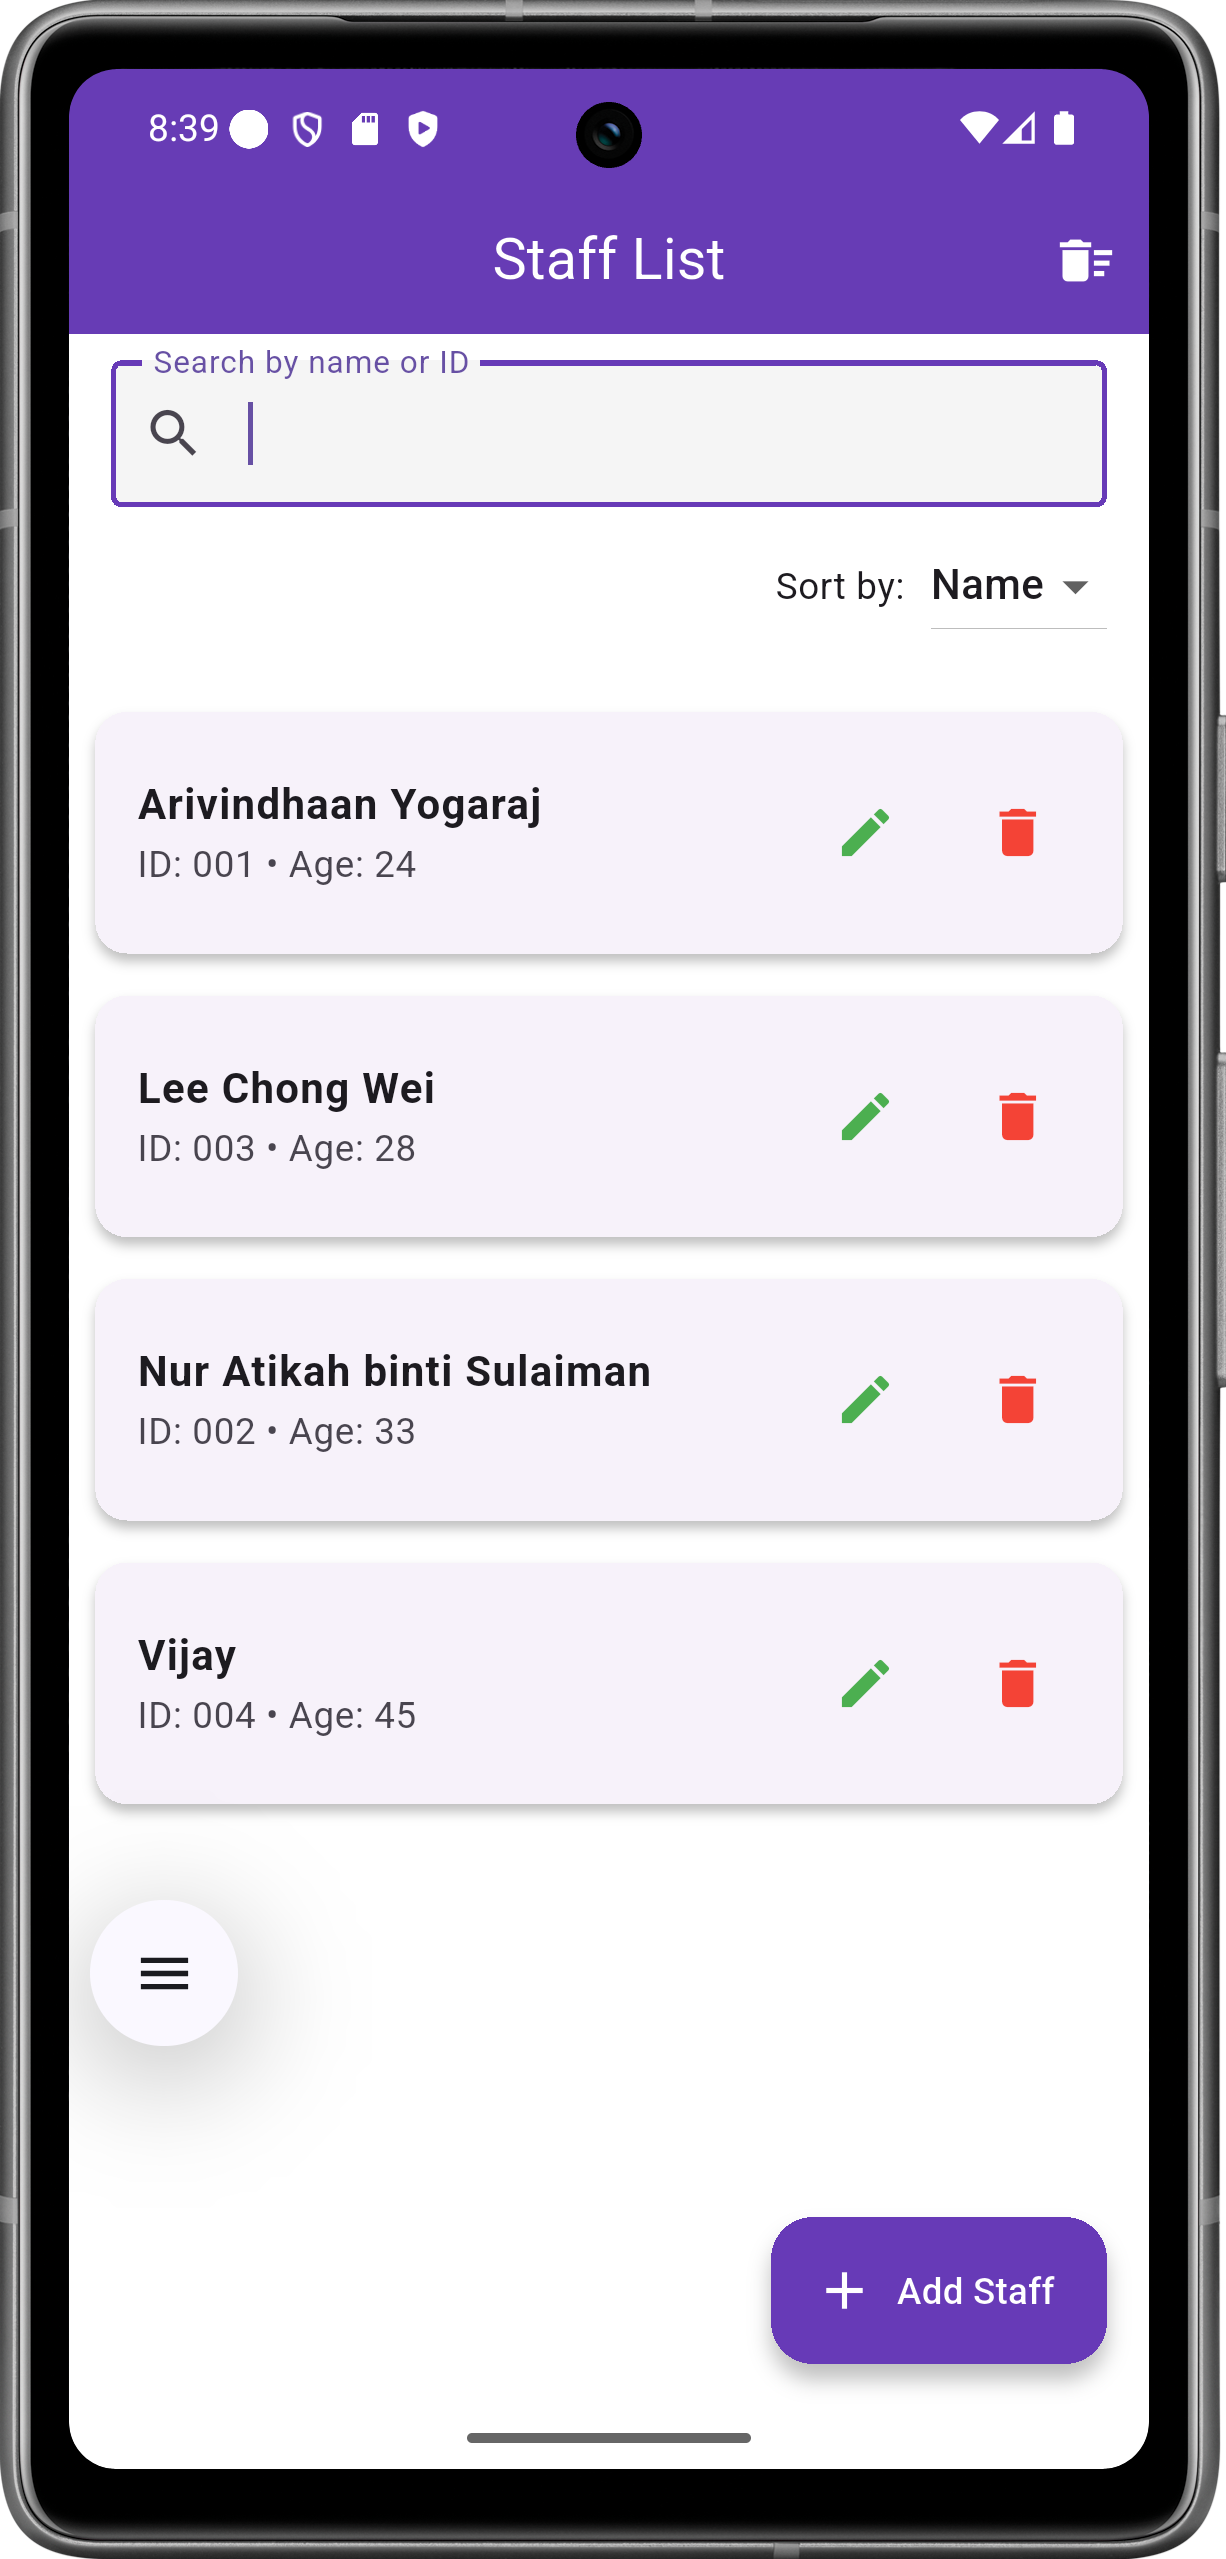 8:39
Staff List
Search by name or ID
Sort by: Name
Arivindhaan Yogaraj
ID: 001 • Age: 24
Lee Chong Wei
ID: 003 • Age: 28
Nur Atikah binti Sulaiman
ID: 002 • Age: 33
Vijay
ID: 004 • Age: 45
Add Staff